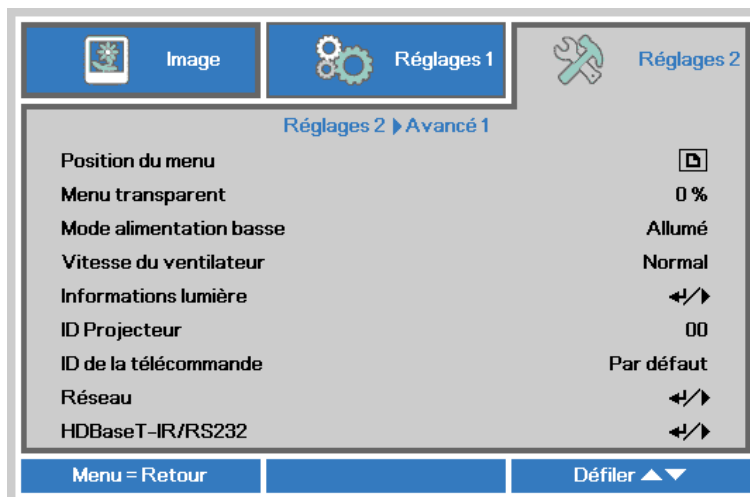 Image
Réglages 1
Réglages 2
Réglages 2 ▶ Avancé 1
Position du menu
Menu transparent 0 %
Mode alimentation basse Allumé
Vitesse du ventilateur Normal
Informations lumière ↵/▶
ID Projecteur 00
ID de la télécommande Par défaut
Réseau ↵/▶
HDBaseT-IR/RS232 ↵/▶
Menu = Retour Défiler ▲▼